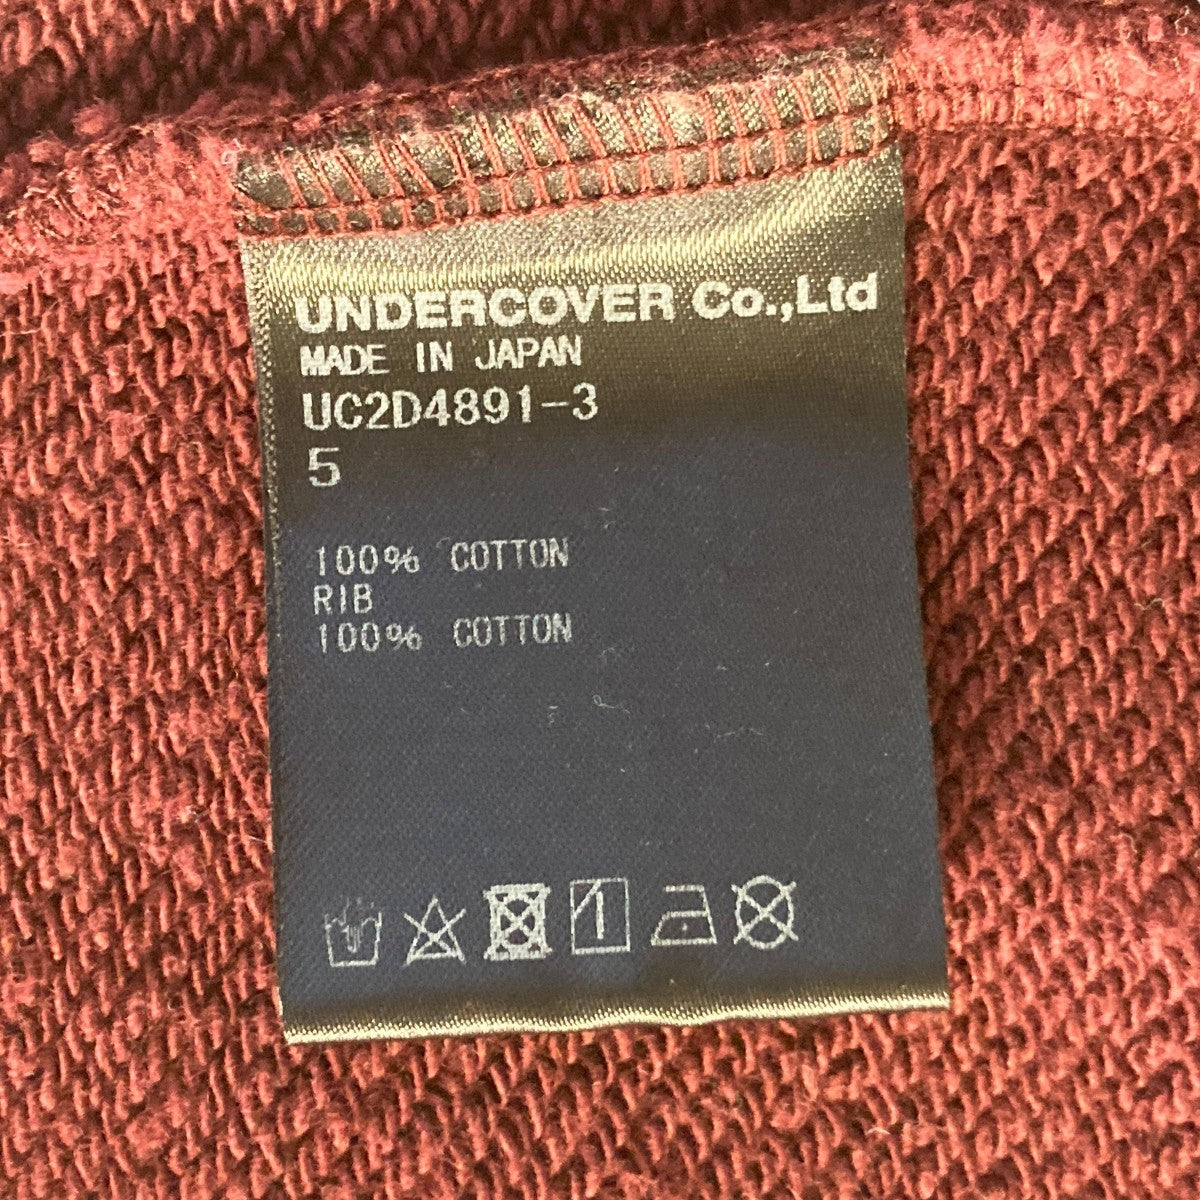 UNDERCOVER Co.,Ltd
MADE IN JAPAN
UC2D4891-3
5
100% COTTON
RIB
100% COTTON